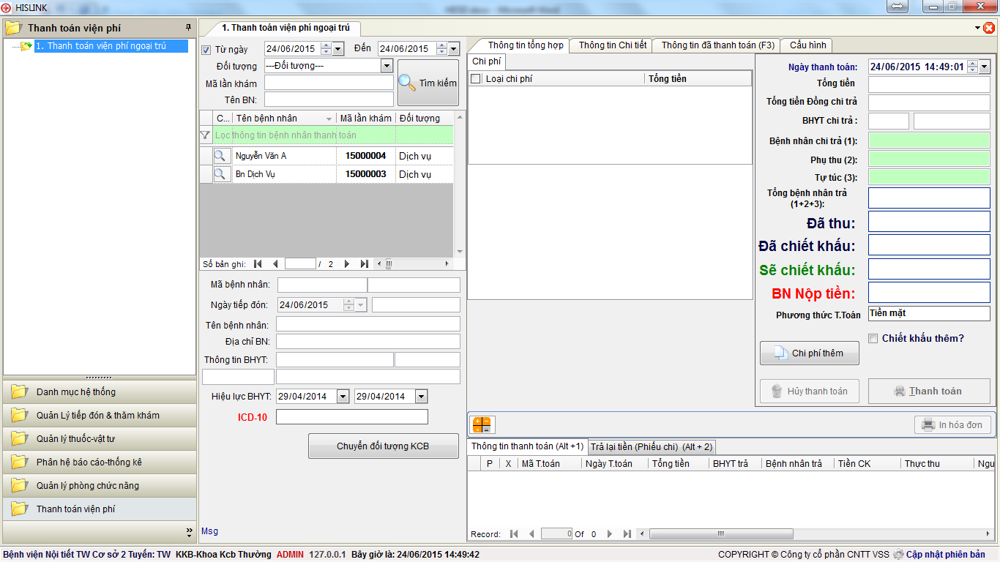 HISLINK
Thanh toán viện phí
1. Thanh toán viện phí ngoại trú
Danh mục hệ thống
Quản Lý tiếp đón & thăm khám
Quản lý thuốc-vật tư
Phân hệ báo cáo-thống kê
Quản lý phòng chức năng
Thanh toán viện phí
1. Thanh toán viện phí ngoại trú
Từ ngày 24/06/2015 Đến 24/06/2015
Đối tượng ---Đối tượng---
Mã lần khám
Tên BN:
Tìm kiếm
C... Tên bệnh nhân Mã lần khám Đối tượng
Lọc thông tin bệnh nhân thanh toán
Nguyễn Văn A 15000004 Dịch vụ
Bn Dịch Vụ 15000003 Dịch vụ
Số bản ghi: / 2
Mã bệnh nhân:
Ngày tiếp đón: 24/06/2015
Tên bệnh nhân:
Địa chỉ BN:
Thông tin BHYT:
Hiệu lực BHYT: 29/04/2014 29/04/2014
ICD-10
Chuyển đối tượng KCB
Msg
Thông tin tổng hợp Thông tin Chi tiết Thông tin đã thanh toán (F3) Cấu hình
Chi phí
Loại chi phí Tổng tiền
Ngày thanh toán: 24/06/2015 14:49:01
Tổng tiền
Tổng tiền Đồng chi trả
BHYT chi trả :
Bệnh nhân chi trả (1):
Phụ thu (2):
Tự túc (3):
Tổng bệnh nhân trả
(1+2+3):
Đã thu:
Đã chiết khấu:
Sẽ chiết khấu:
BN Nộp tiền:
Phương thức T.Toán Tiền mặt
Chiết khấu thêm?
Chi phí thêm
Hủy thanh toán Thanh toán
In hóa đơn
Thông tin thanh toán (Alt +1) Trả lại tiền (Phiếu chi) (Alt + 2)
P X Mã T.toán Ngày T.toán Tổng tiền BHYT trả Bệnh nhân trả Tiền CK Thực thu Ngu
Record: 0 Of 0
Bệnh viện Nội tiết TW Cơ sở 2 Tuyến: TW KKB-Khoa Kcb Thường ADMIN 127.0.0.1 Bây giờ là: 24/06/2015 14:49:42 COPYRIGHT © Công ty cổ phần CNTT VSS Cập nhật phiên bản